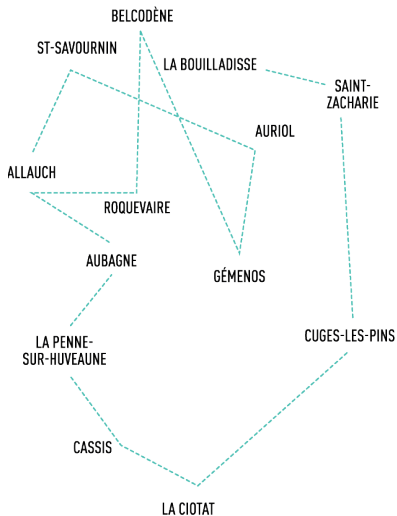 BELCODÈNE
ST-SAVOURNIN
LA BOUILLADISSE
SAINT-
ZACHARIE
AURIOL
ALLAUCH
ROQUEVAIRE
AUBAGNE
GÉMENOS
LA PENNE-
SUR-HUVEAUNE
CUGES-LES-PINS
CASSIS
LA CIOTAT